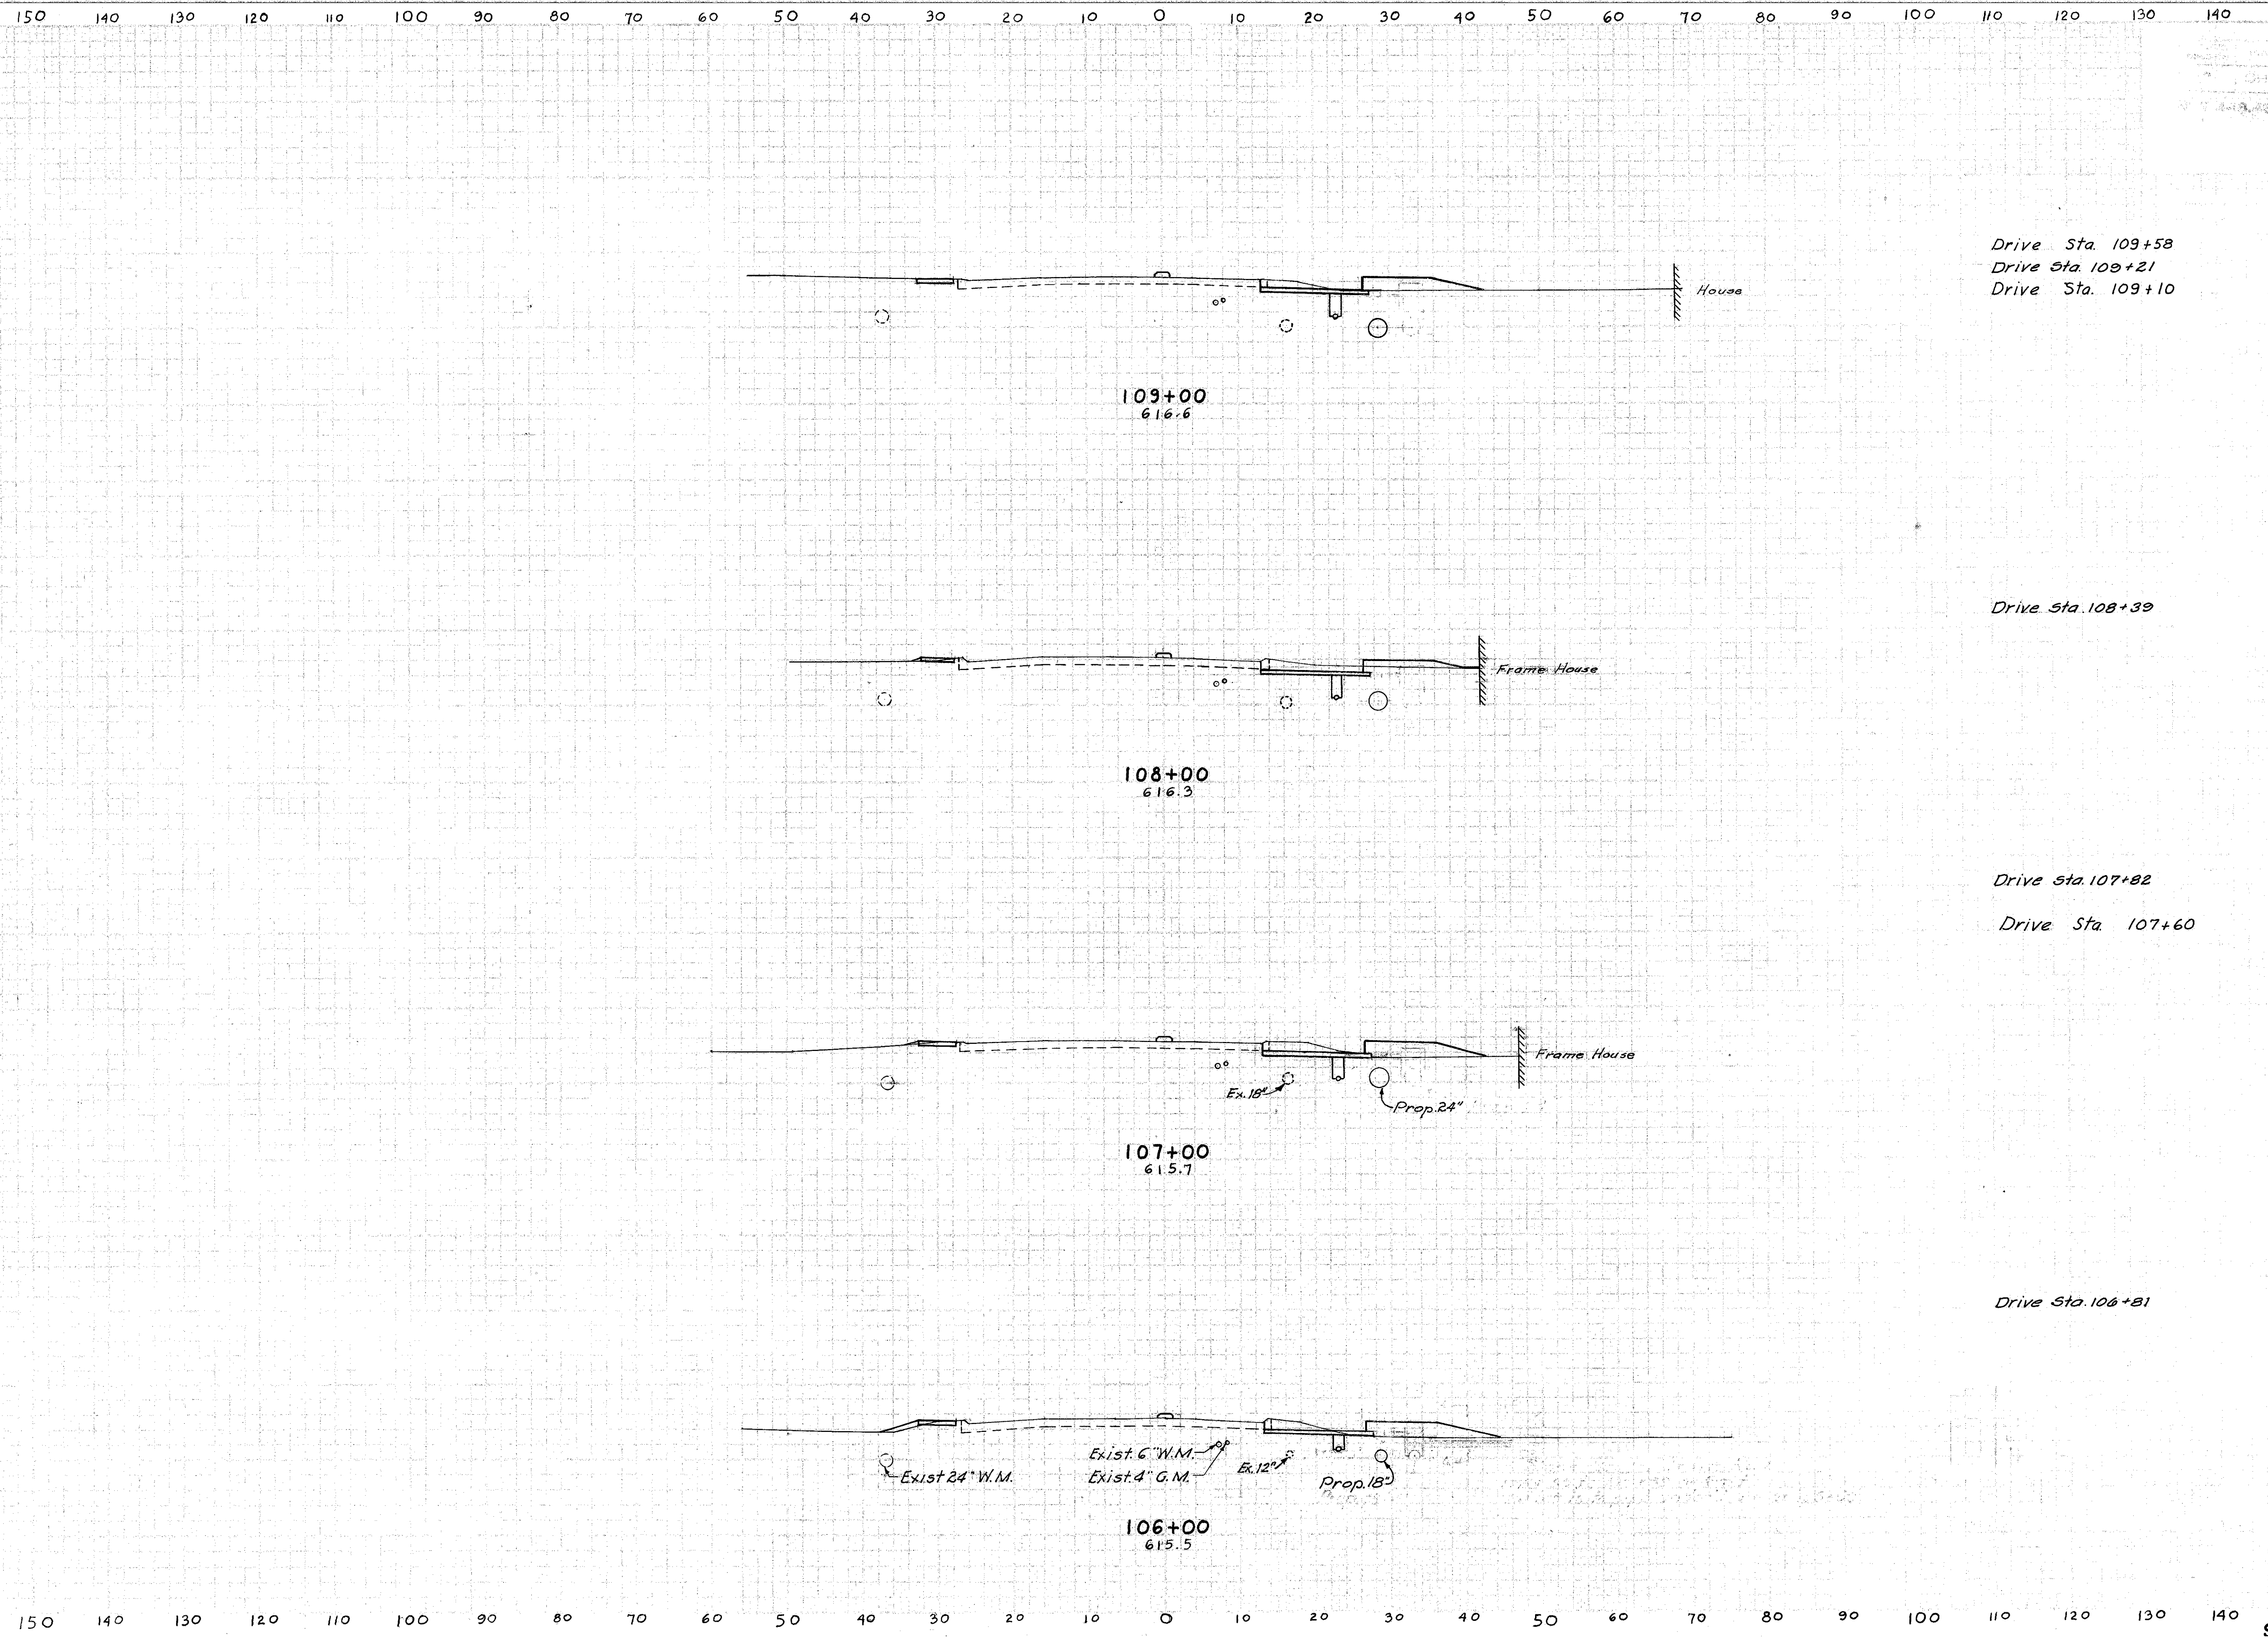 150 140 130 120 110 100 90 80 70 60 50 40 30 20 10 0 10 20 30 40 50 60 70 80 90 100 110 120 130 140
Drive Sta. 109+58
Drive Sta. 109+21
Drive Sta. 109+10
House
109+00
616.6
Drive Sta. 108+39
Frame House
108+00
616.3
Drive Sta. 107+82
Drive Sta. 107+60
Frame House
Ex. 18"
Prop. 24"
107+00
615.7
Drive Sta. 106+81
Exist. 6" W.M.
Exist. 24" W.M.
Exist. 4" G.M.
Ex. 12"
Prop. 18"
106+00
615.5
150 140 130 120 110 100 90 80 70 60 50 40 30 20 10 0 10 20 30 40 50 60 70 80 90 100 110 120 130 140